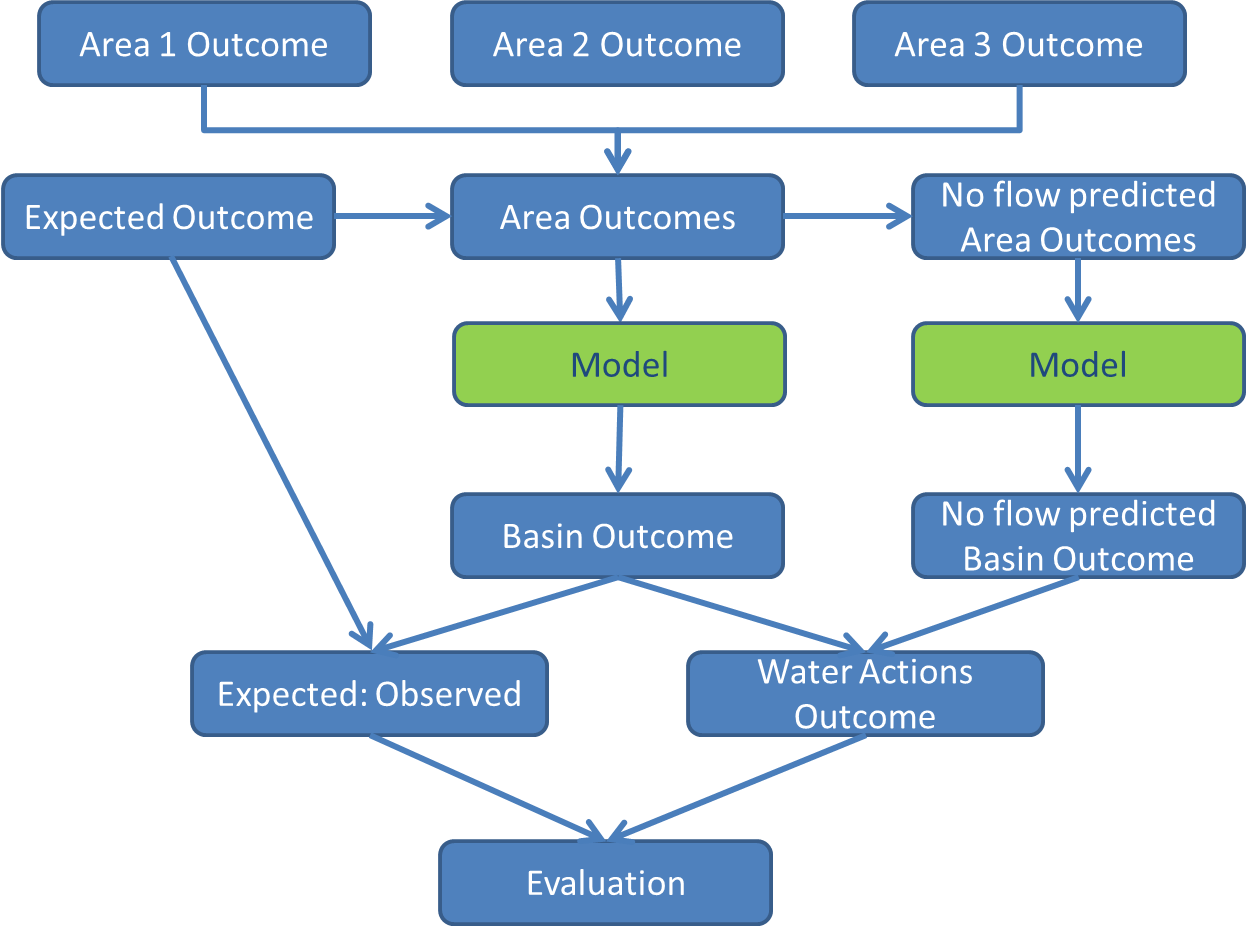 Area 1 Outcome
Area 2 Outcome
Area 3 Outcome
Expected Outcome
Area Outcomes
No flow predicted
Area Outcomes
Model
Model
Basin Outcome
No flow predicted
Basin Outcome
Expected: Observed
Water Actions
Outcome
Evaluation